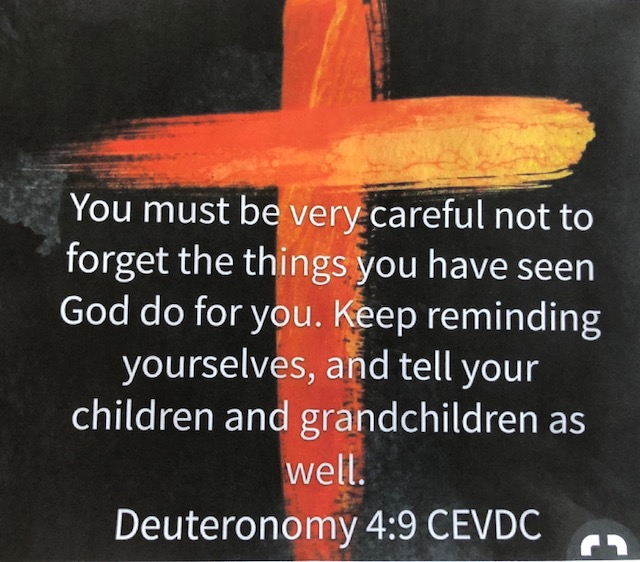 You must be very careful not to
forget the things you have seen
God do for you. Keep reminding
yourselves, and tell your
children and grandchildren as
well.
Deuteronomy 4:9 CEVDC